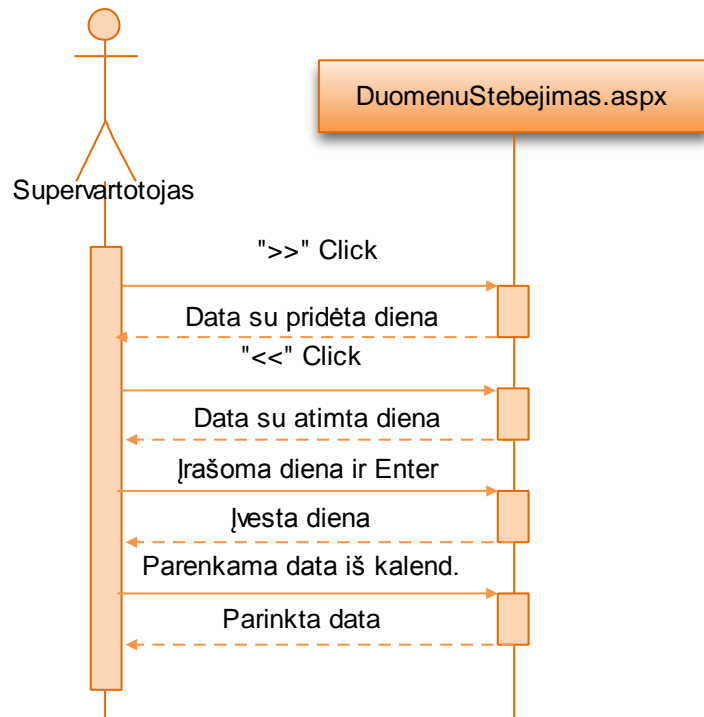 DuomenuStebejimas.aspx
Supervartotojas
">>" Click
Data su pridėta diena
"<<" Click
Data su atimta diena
Įrašoma diena ir Enter
Įvesta diena
Parenkama data iš kalend.
Parinkta data